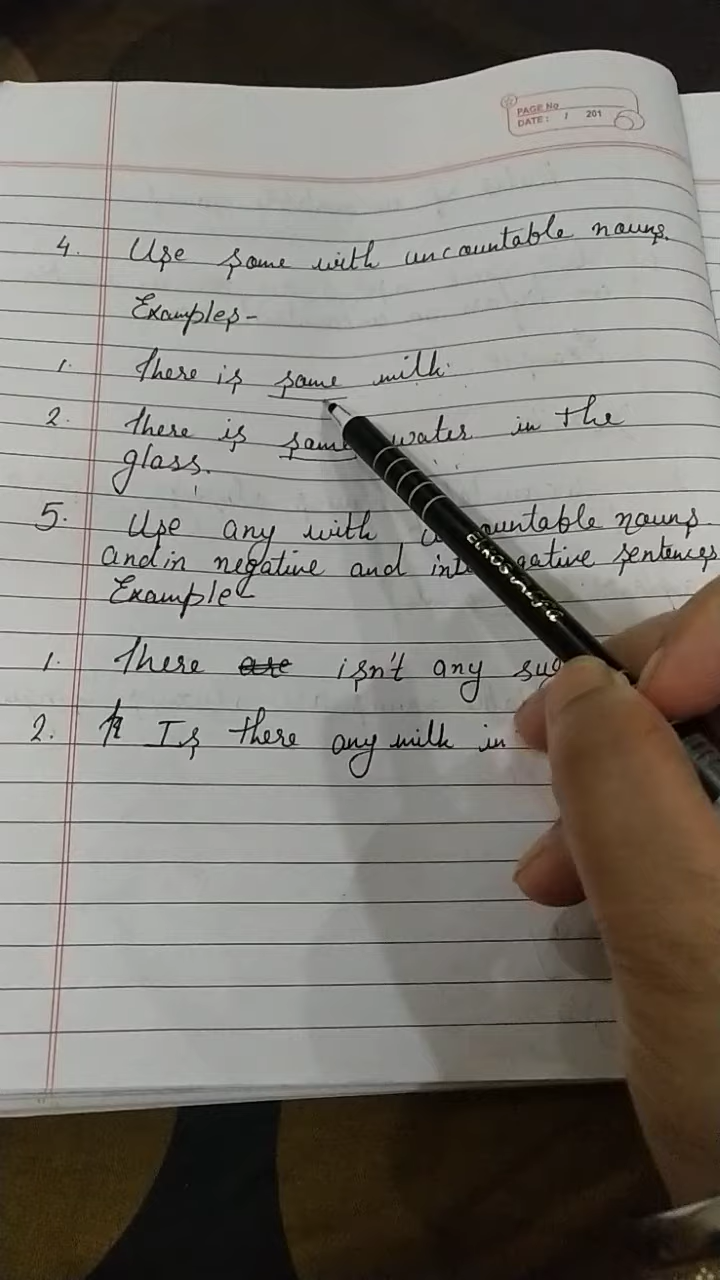 PAGE No
DATE: / 201
4. Use some with uncountable nouns.
Examples-
1. There is some milk.
2. There is some water in the
glass.
5. Use any with nouns
and in negative and sentences
Example
1. There are isn't any
2. Is there any milk in